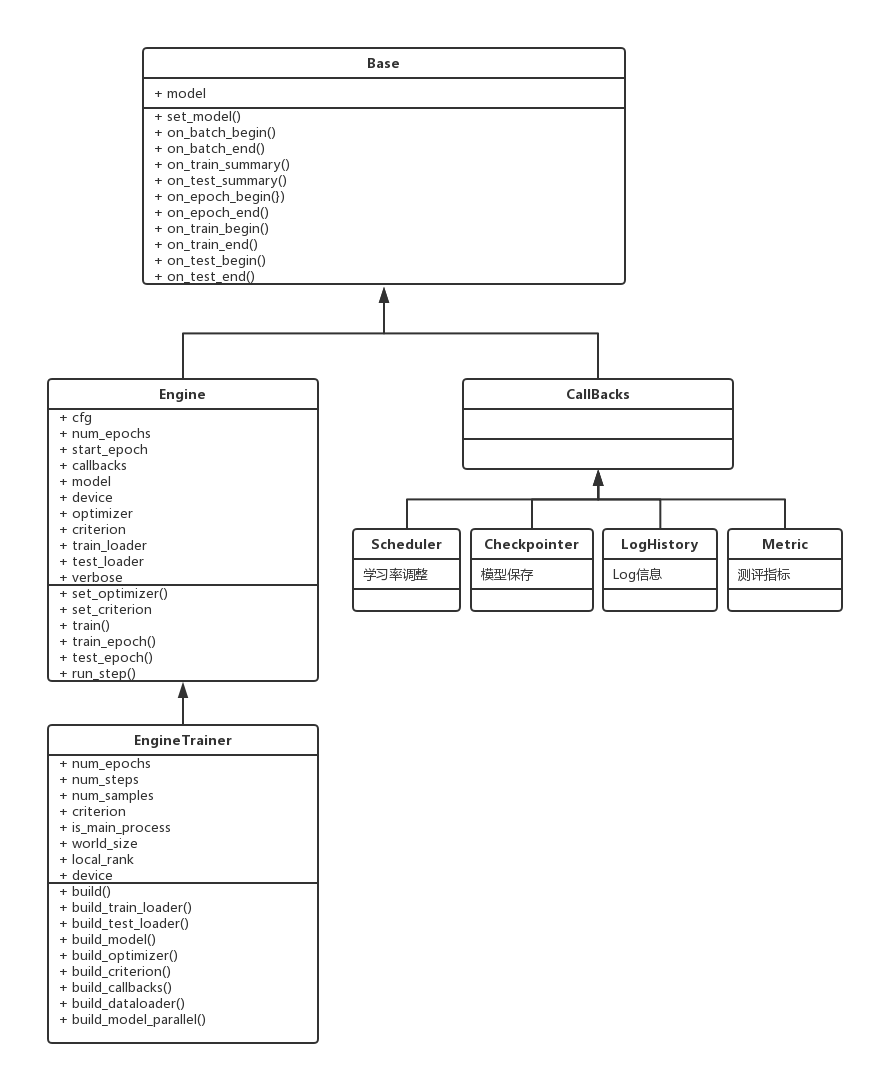 Base
+ model
+ set_model()
+ on_batch_begin()
+ on_batch_end()
+ on_train_summary()
+ on_test_summary()
+ on_epoch_begin(})
+ on_epoch_end()
+ on_train_begin()
+ on_train_end()
+ on_test_begin()
+ on_test_end()
Engine
+ cfg
+ num_epochs
+ start_epoch
+ callbacks
+ model
+ device
+ optimizer
+ criterion
+ train_loader
+ test_loader
+ verbose
+ set_optimizer()
+ set_criterion
+ train()
+ train_epoch()
+ test_epoch()
+ run_step()
CallBacks
Scheduler
学习率调整
Checkpointer
模型保存
LogHistory
Log信息
Metric
测评指标
EngineTrainer
+ num_epochs
+ num_steps
+ num_samples
+ criterion
+ is_main_process
+ world_size
+ local_rank
+ device
+ build()
+ build_train_loader()
+ build_test_loader()
+ build_model()
+ build_optimizer()
+ build_criterion()
+ build_callbacks()
+ build_dataloader()
+ build_model_parallel()